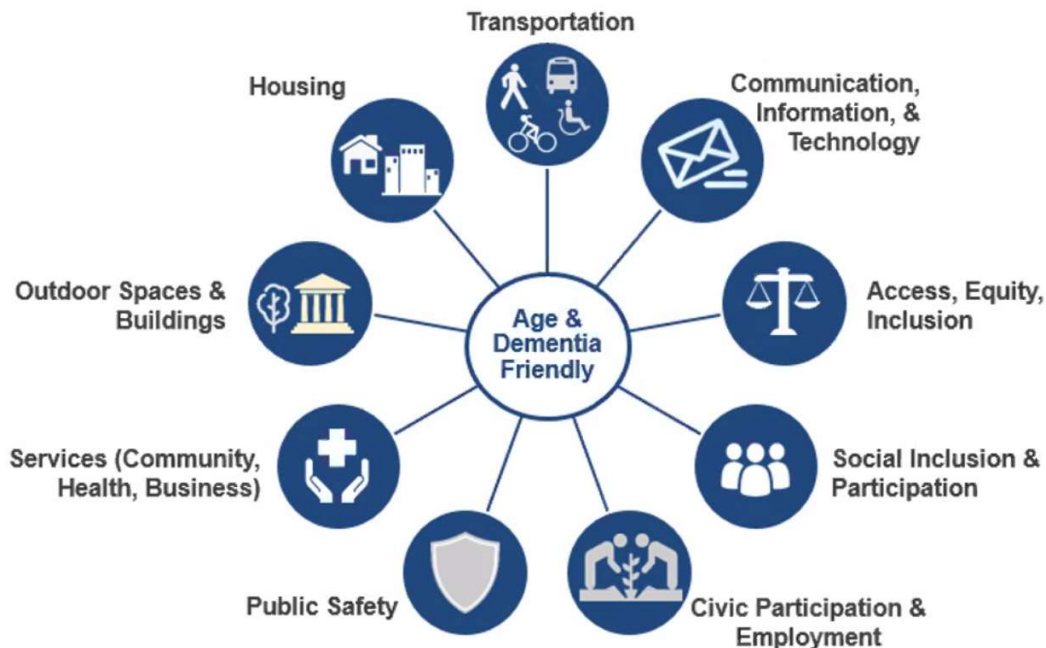 Transportation
Housing
Communication,
Information, &
Technology
Outdoor Spaces &
Buildings
Age &
Dementia
Friendly
Access, Equity,
Inclusion
Services (Community,
Health, Business)
Social Inclusion &
Participation
Public Safety
Civic Participation &
Employment